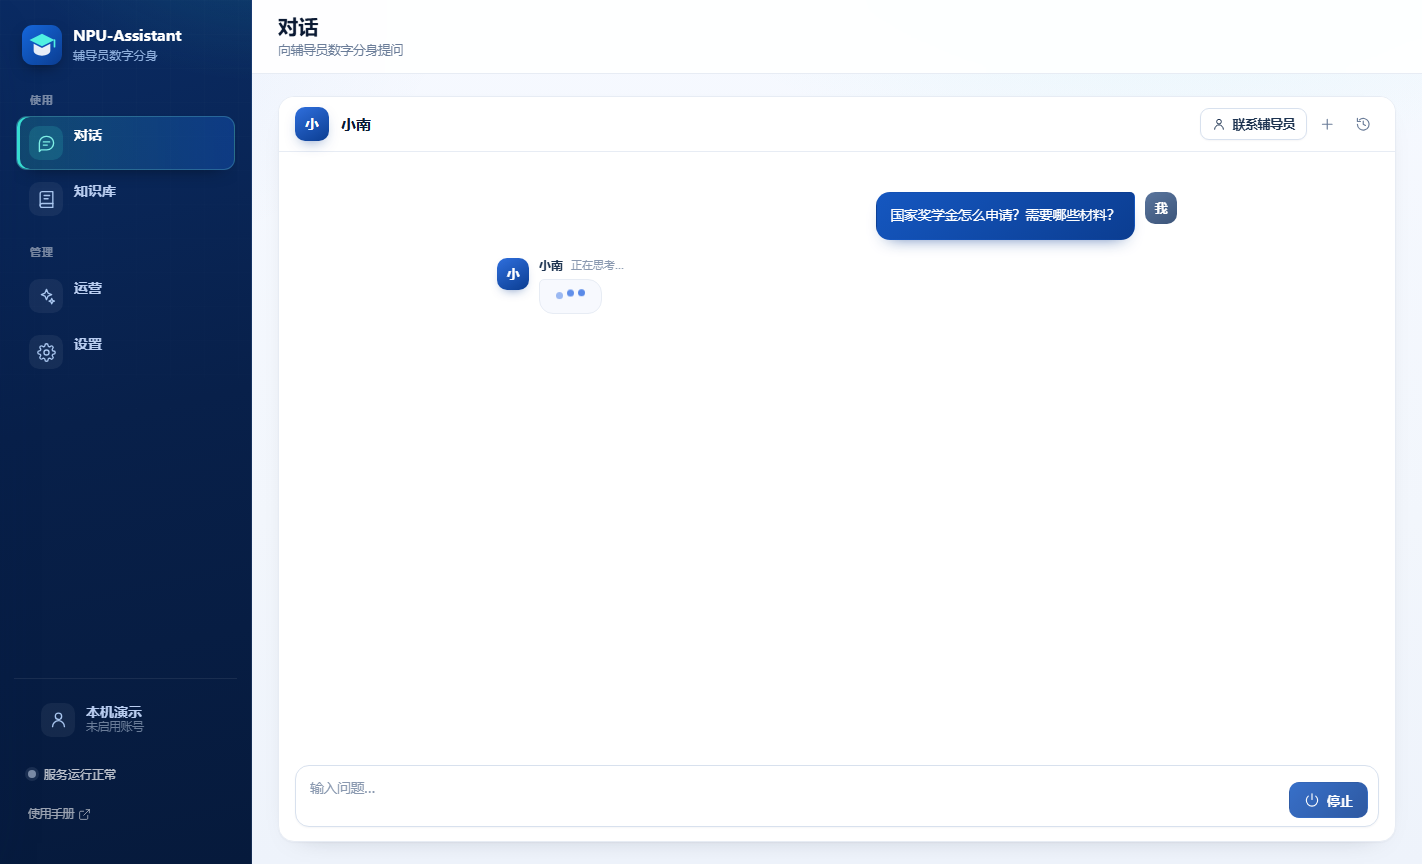 NPU-Assistant
辅导员数字分身
使用
对话
知识库
管理
运营
设置
本机演示
未启用账号
服务运行正常
使用手册
对话
向辅导员数字分身提问
小
小南
联系辅导员
国家奖学金怎么申请？需要哪些材料？
我
小
小南 正在思考...
输入问题...
停止